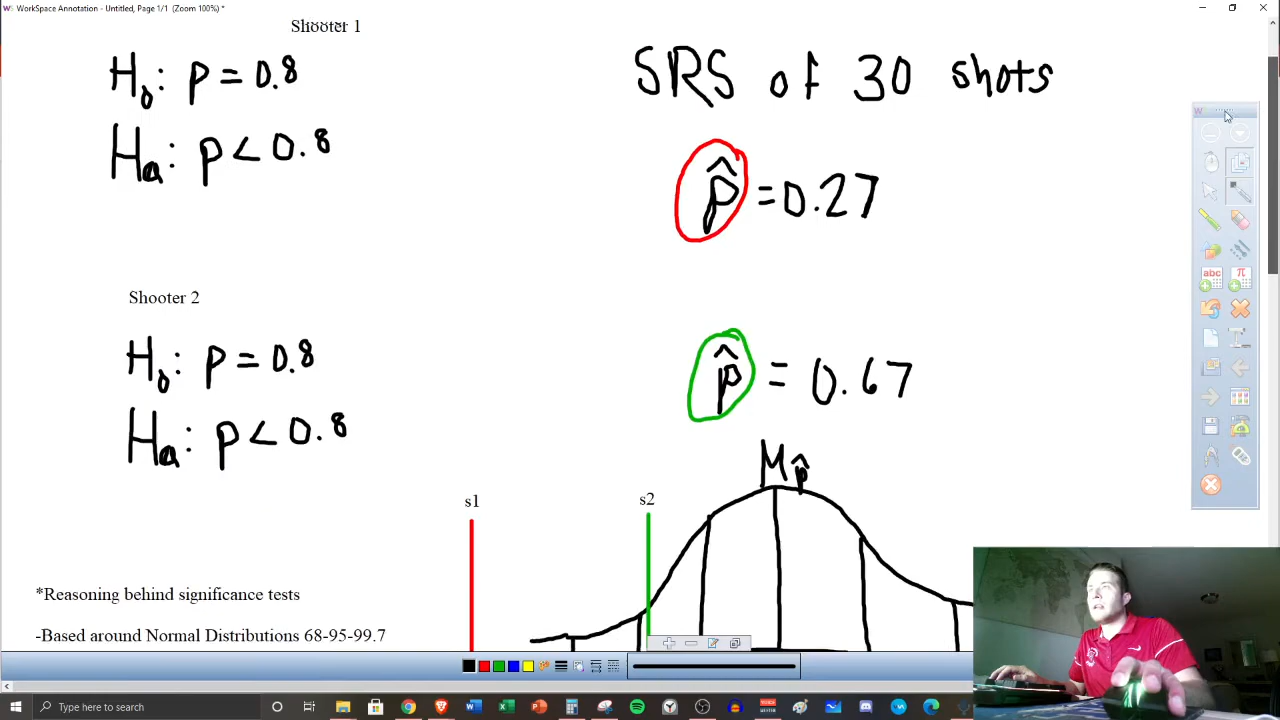 WorkSpace Annotation - Untitled, Page 1/1 (Zoom 100%) *
Shooter 1
H0: p = 0.8
Ha: p < 0.8
SRS of 30 shots
p̂ = 0.27
Shooter 2
H0: p = 0.8
Ha: p < 0.8
p̂ = 0.67
Mp̂
s1
s2
*Reasoning behind significance tests
-Based around Normal Distributions 68-95-99.7
abc
π
Type here to search